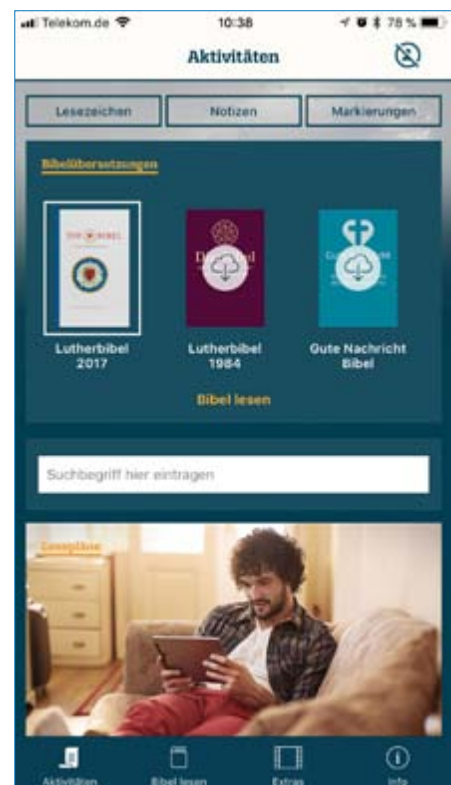 Telekom.de 10:38 78 %
Aktivitäten
Lesezeichen Notizen Markierungen
Bibelübersetzungen
Lutherbibel 2017
Lutherbibel 1984
Gute Nachricht Bibel
Bibel lesen
Suchbegriff hier eintragen
Lesepläne
Aktivitäten Bibel lesen Extras Info